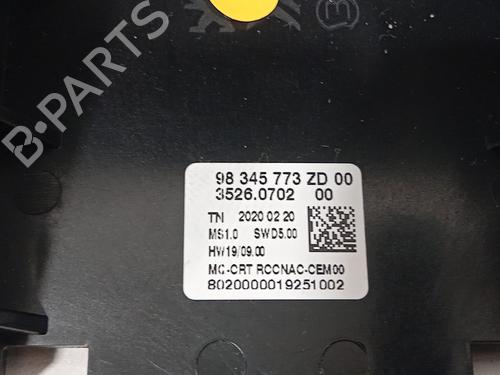 B-PARTS
98 345 773 ZD 00
3526.0702 00
TN 2020 02 20
MS1.0 SWD5.00
HW19/09.00
MC-CRT RCCNAC-CEM00
8020000019251002